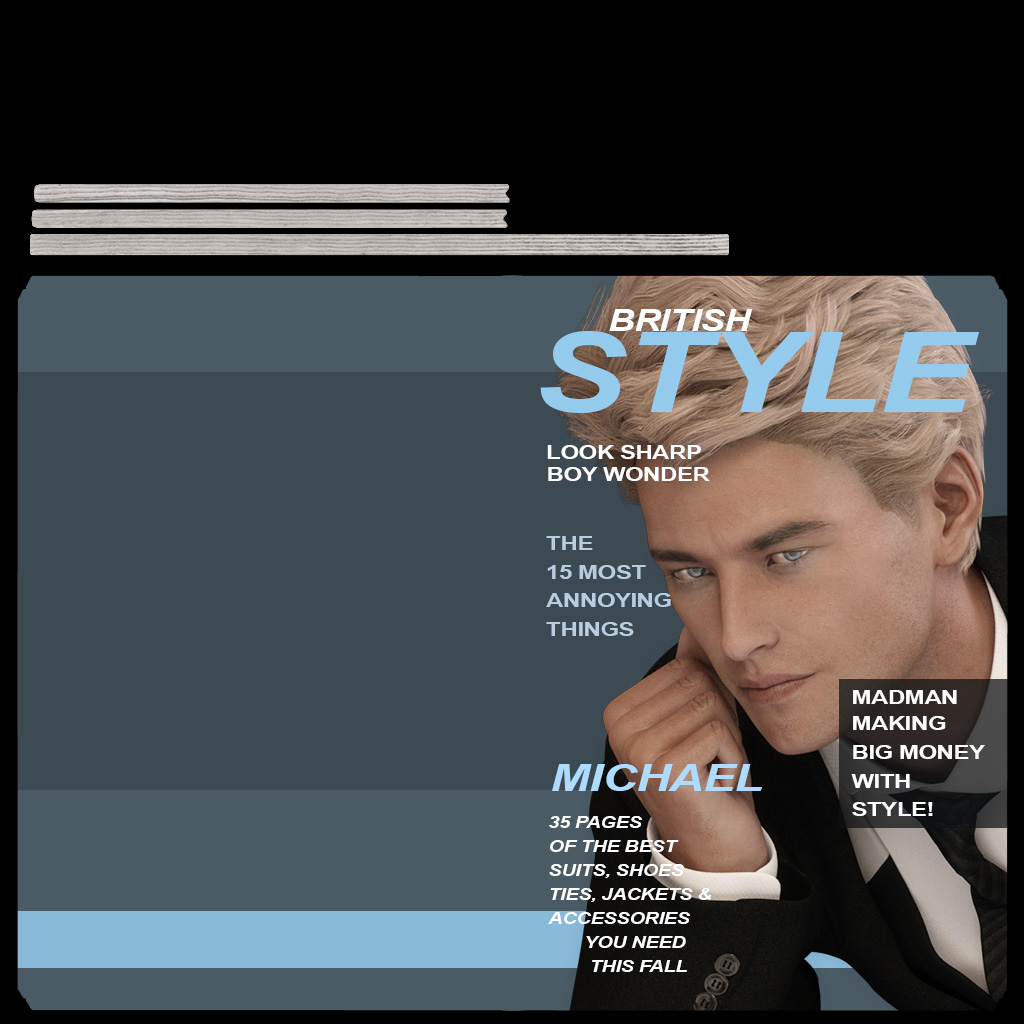 BRITISH
STYLE
LOOK SHARP
BOY WONDER
THE
15 MOST
ANNOYING
THINGS
MADMAN
MAKING
BIG MONEY
WITH
STYLE!
MICHAEL
35 PAGES
OF THE BEST
SUITS, SHOES
TIES, JACKETS &
ACCESSORIES
YOU NEED
THIS FALL